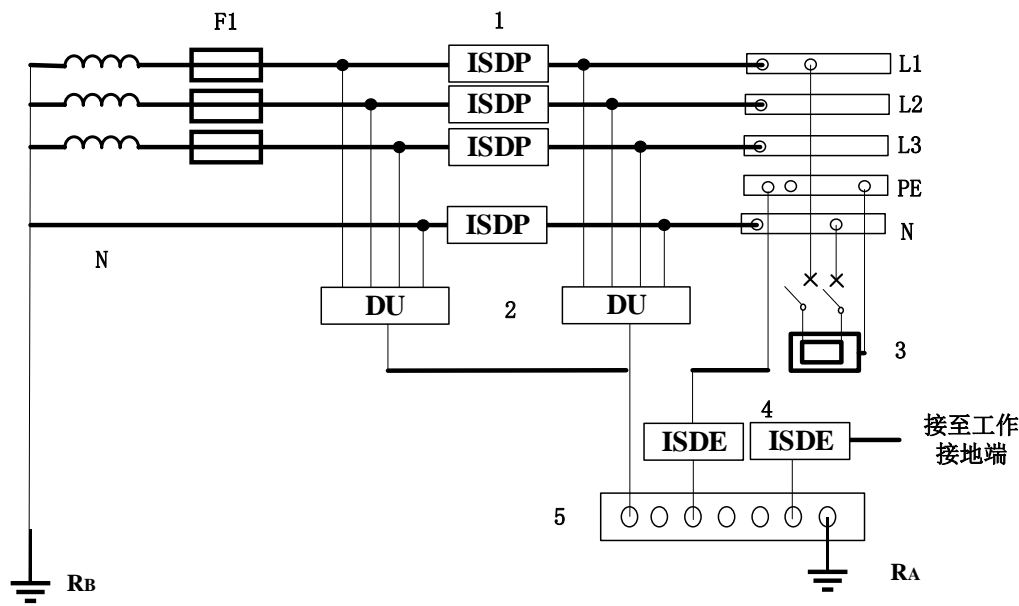 F1
1
ISDP
L1
ISDP
L2
ISDP
L3
PE
ISDP
N
N
DU
2
DU
3
4
ISDE
ISDE
接至工作
接地端
5
RB
RA